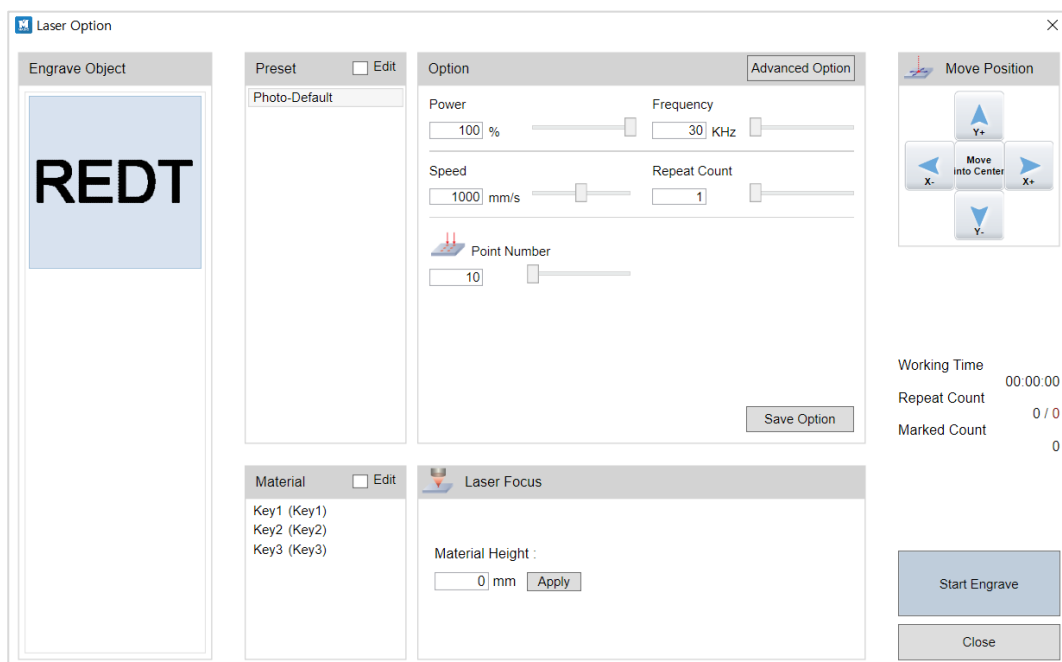 Laser Option
Engrave Object
REDT
Preset
Edit
Photo-Default
Option
Advanced Option
Power
100 %
Frequency
30 KHz
Speed
1000 mm/s
Repeat Count
1
Point Number
10
Save Option
Material
Edit
Key1 (Key1)
Key2 (Key2)
Key3 (Key3)
Laser Focus
Material Height :
0 mm
Apply
Move Position
Y+
X-
Move
into Center
X+
Y-
Working Time
00:00:00
Repeat Count
0 / 0
Marked Count
0
Start Engrave
Close